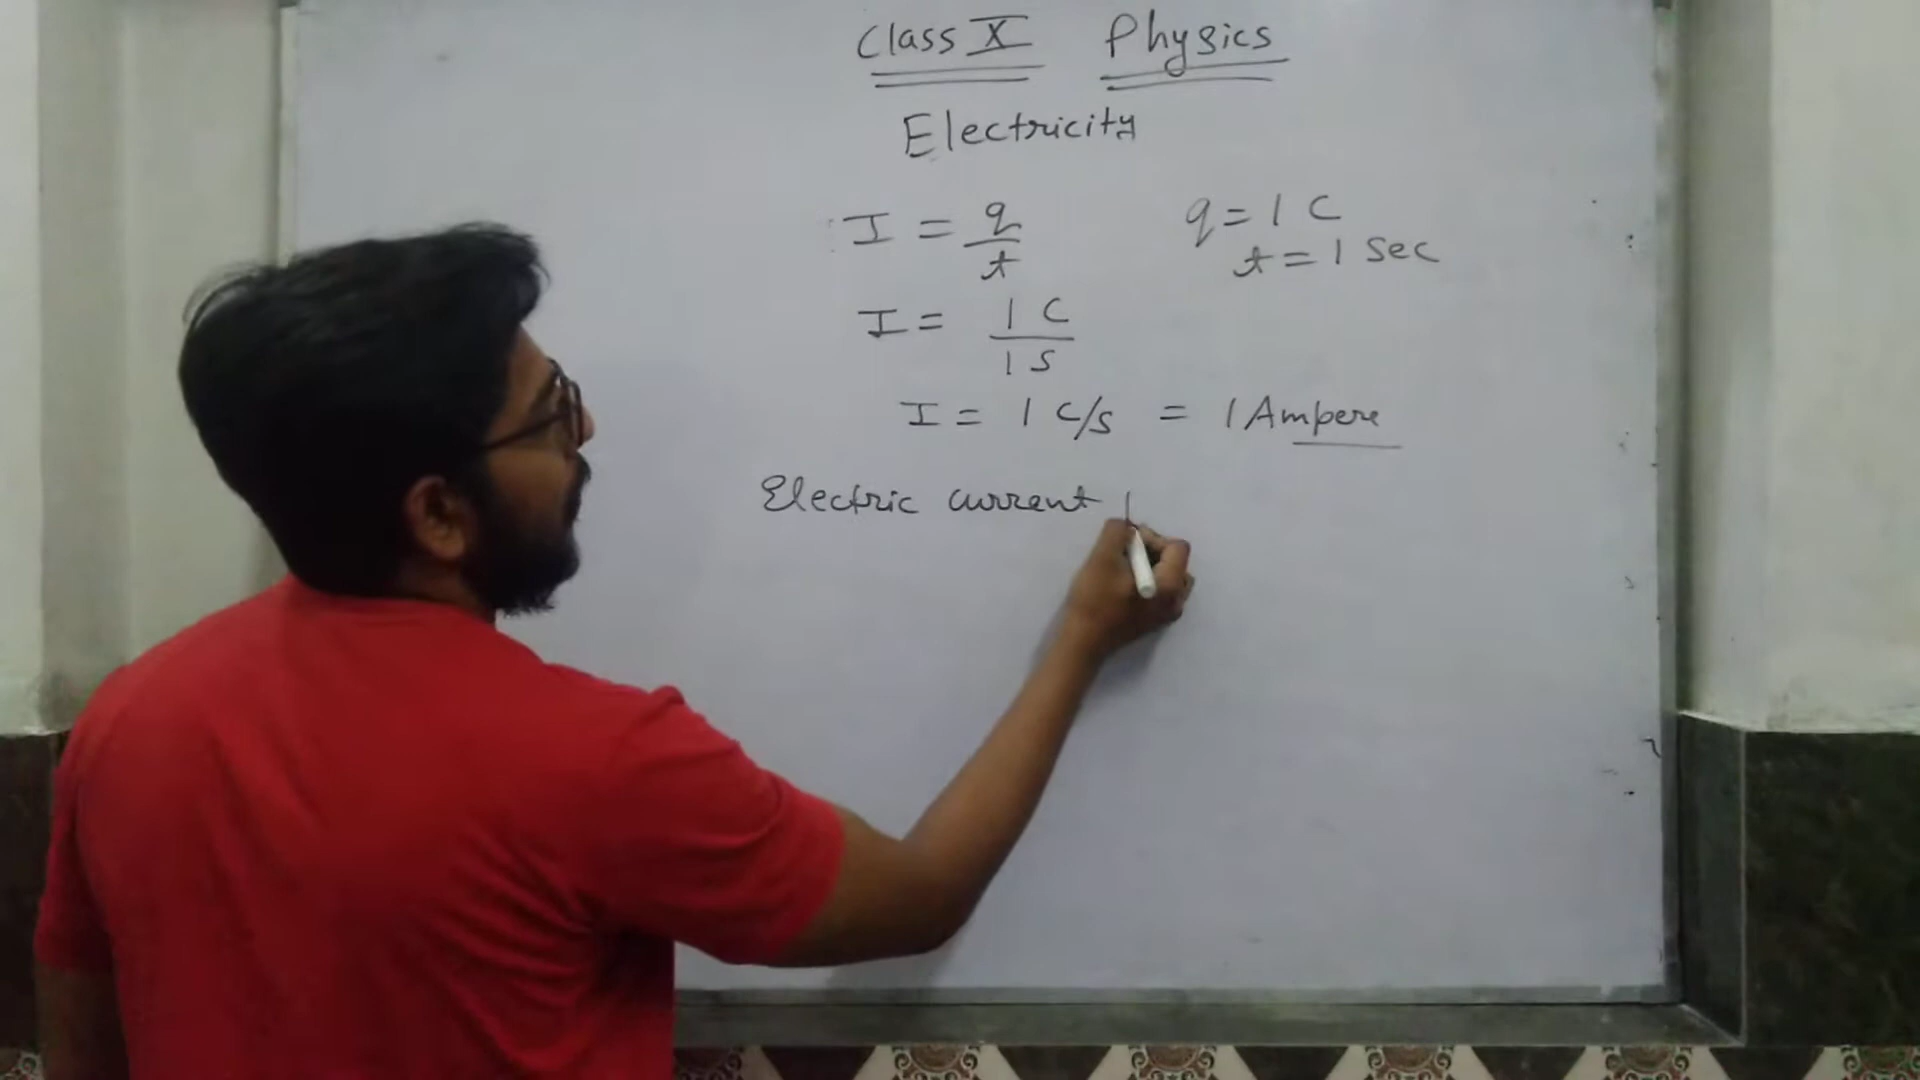 Class X Physics
Electricity
I = q/t
q = 1 C
t = 1 Sec
I = 1 C/1 S
I = 1 C/s = 1 Ampere
Electric current